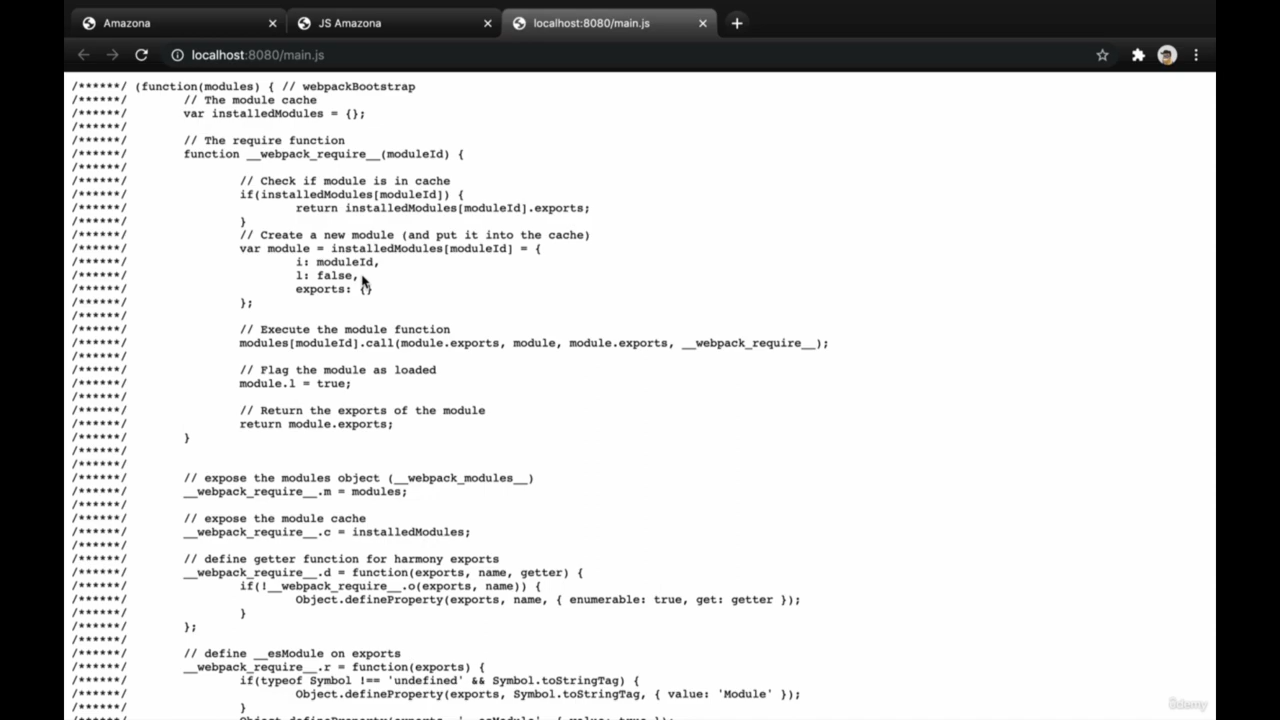 Amazona
JS Amazona
localhost:8080/main.js
localhost:8080/main.js
/******/ (function(modules) { // webpackBootstrap
/******/ 	// The module cache
/******/ 	var installedModules = {};
/******/
/******/ 	// The require function
/******/ 	function __webpack_require__(moduleId) {
/******/
/******/ 		// Check if module is in cache
/******/ 		if(installedModules[moduleId]) {
/******/ 			return installedModules[moduleId].exports;
/******/ 		}
/******/ 		// Create a new module (and put it into the cache)
/******/ 		var module = installedModules[moduleId] = {
/******/ 			i: moduleId,
/******/ 			l: false,
/******/ 			exports: {}
/******/ 		};
/******/
/******/ 		// Execute the module function
/******/ 		modules[moduleId].call(module.exports, module, module.exports, __webpack_require__);
/******/
/******/ 		// Flag the module as loaded
/******/ 		module.l = true;
/******/
/******/ 		// Return the exports of the module
/******/ 		return module.exports;
/******/ 	}
/******/
/******/
/******/ 	// expose the modules object (__webpack_modules__)
/******/ 	__webpack_require__.m = modules;
/******/
/******/ 	// expose the module cache
/******/ 	__webpack_require__.c = installedModules;
/******/
/******/ 	// define getter function for harmony exports
/******/ 	__webpack_require__.d = function(exports, name, getter) {
/******/ 		if(!__webpack_require__.o(exports, name)) {
/******/ 			Object.defineProperty(exports, name, { enumerable: true, get: getter });
/******/ 		}
/******/ 	};
/******/
/******/ 	// define __esModule on exports
/******/ 	__webpack_require__.r = function(exports) {
/******/ 		if(typeof Symbol !== 'undefined' && Symbol.toStringTag) {
/******/ 			Object.defineProperty(exports, Symbol.toStringTag, { value: 'Module' });
/******/ 		}
/******/ 		Object.defineProperty(exports, '__esModule', { value: true });
ûdemy